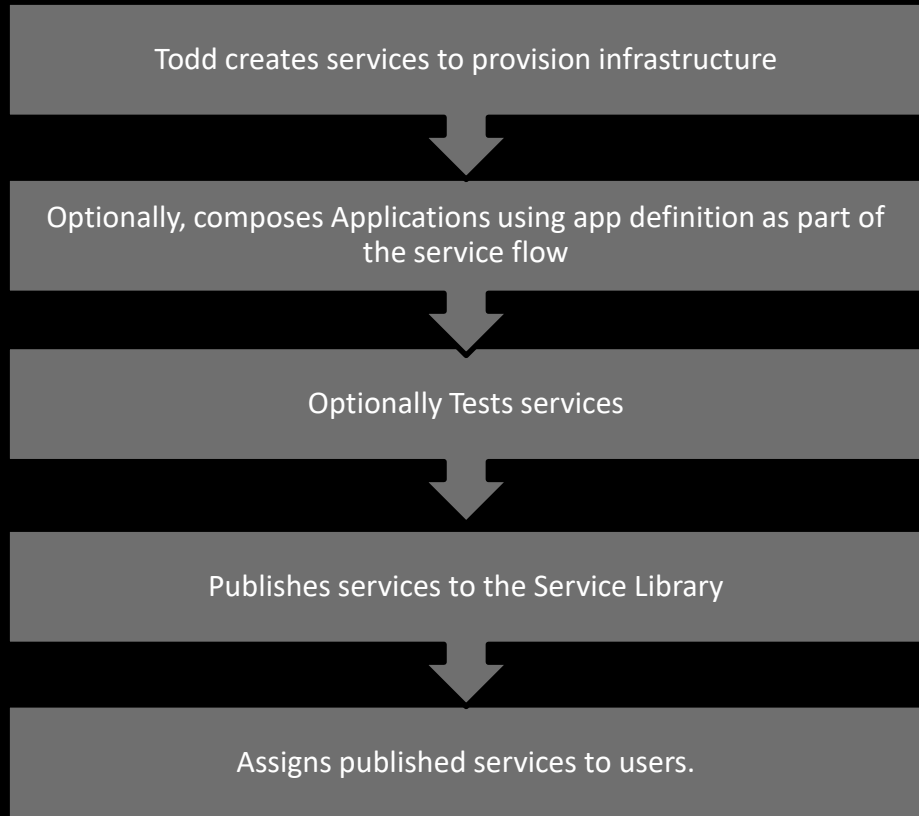 Todd creates services to provision infrastructure
Optionally, composes Applications using app definition as part of
the service flow
Optionally Tests services
Publishes services to the Service Library
Assigns published services to users.